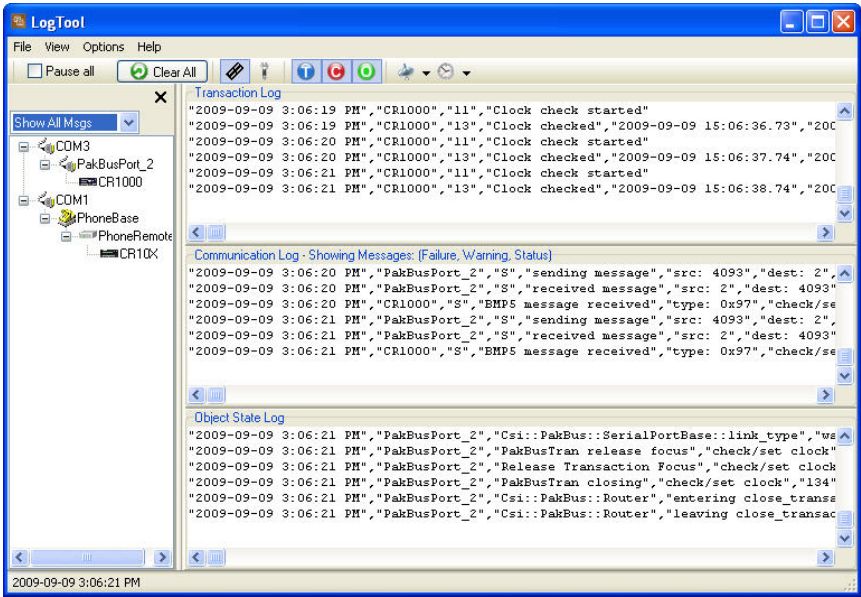 LogTool
File View Options Help
Pause all Clear All T C O
Transaction Log
Show All Msgs
COM3
PakBusPort_2
CR1000
COM1
PhoneBase
PhoneRemote
CR10X
"2009-09-09 3:06:19 PM","CR1000","11","Clock check started"
"2009-09-09 3:06:19 PM","CR1000","13","Clock checked","2009-09-09 15:06:36.73","200
"2009-09-09 3:06:20 PM","CR1000","11","Clock check started"
"2009-09-09 3:06:20 PM","CR1000","13","Clock checked","2009-09-09 15:06:37.74","200
"2009-09-09 3:06:21 PM","CR1000","11","Clock check started"
"2009-09-09 3:06:21 PM","CR1000","13","Clock checked","2009-09-09 15:06:38.74","200
Communication Log - Showing Messages: (Failure, Warning, Status)
"2009-09-09 3:06:20 PM","PakBusPort_2","S","sending message","src: 4093","dest: 2",
"2009-09-09 3:06:20 PM","PakBusPort_2","S","received message","src: 2","dest: 4093"
"2009-09-09 3:06:20 PM","CR1000","S","BMP5 message received","type: 0x97","check/se
"2009-09-09 3:06:21 PM","PakBusPort_2","S","sending message","src: 4093","dest: 2",
"2009-09-09 3:06:21 PM","PakBusPort_2","S","received message","src: 2","dest: 4093"
"2009-09-09 3:06:21 PM","CR1000","S","BMP5 message received","type: 0x97","check/se
Object State Log
"2009-09-09 3:06:21 PM","PakBusPort_2","Csi::PakBus::SerialPortBase::link_type","wa
"2009-09-09 3:06:21 PM","PakBusPort_2","PakBusTran release focus","check/set clock"
"2009-09-09 3:06:21 PM","PakBusPort_2","Release Transaction Focus","check/set clock
"2009-09-09 3:06:21 PM","PakBusPort_2","PakBusTran closing","check/set clock","134"
"2009-09-09 3:06:21 PM","PakBusPort_2","Csi::PakBus::Router","entering close_transa
"2009-09-09 3:06:21 PM","PakBusPort_2","Csi::PakBus::Router","leaving close_transac
2009-09-09 3:06:21 PM